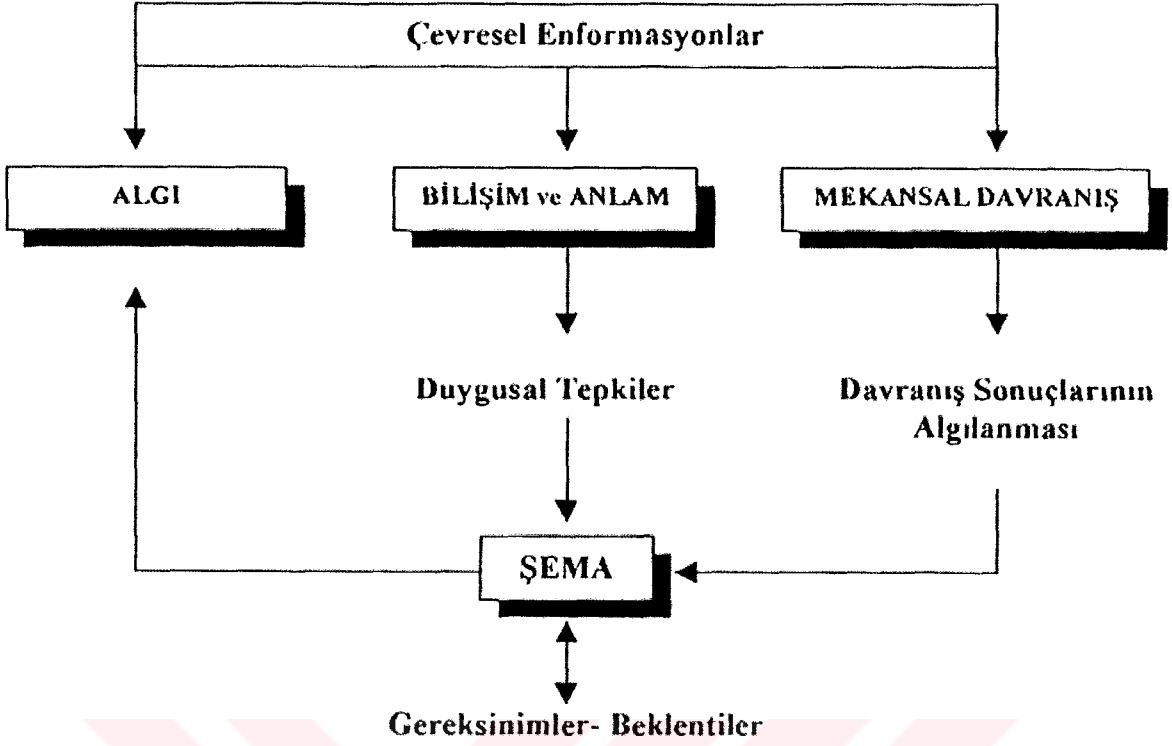 Çevresel Enformasyonlar
ALGI
BİLİŞİM ve ANLAM
MEKANSAL DAVRANIŞ
Duygusal Tepkiler
Davranış Sonuçlarının
Algılanması
ŞEMA
Gereksinimler- Beklentiler